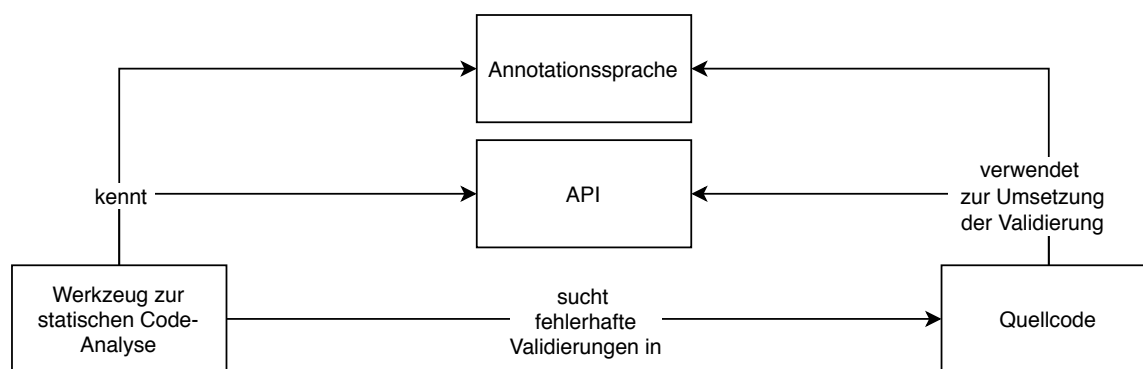 Annotationssprache
kennt
API
verwendet
zur Umsetzung
der Validierung
Werkzeug zur
statischen Code-
Analyse
sucht
fehlerhafte
Validierungen in
Quellcode